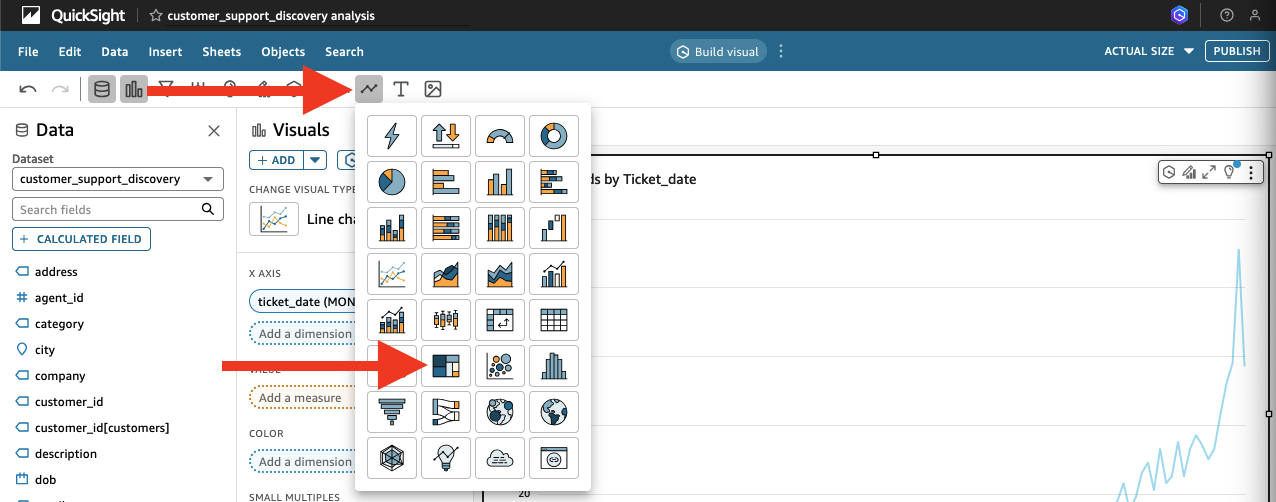 QuickSight
customer_support_discovery analysis
File Edit Data Insert Sheets Objects Search
Build visual
ACTUAL SIZE
PUBLISH
Data
Dataset
customer_support_discovery
Search fields
+ CALCULATED FIELD
address
agent_id
category
city
company
customer_id
customer_id[customers]
description
dob
Visuals
+ ADD
CHANGE VISUAL TYPE
Line cha
X AXIS
ticket_date (MON
Add a dimension
VALUE
Add a measure
COLOR
Add a dimension
SMALL MULTIPLES
ds by Ticket_date
20